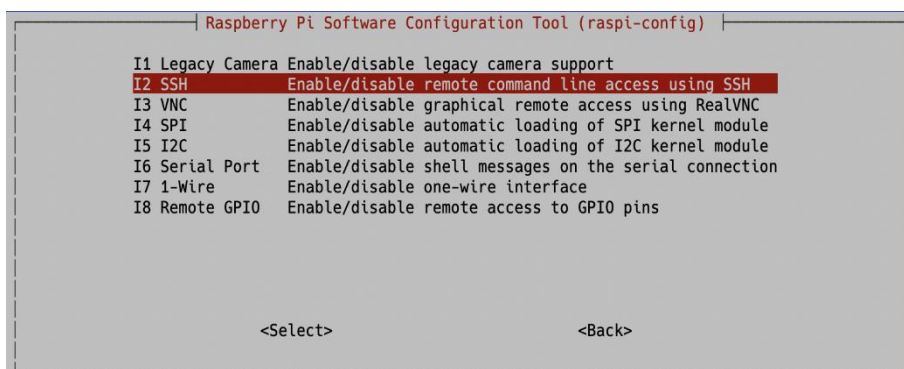 Raspberry Pi Software Configuration Tool (raspi-config)
I1 Legacy Camera Enable/disable legacy camera support
I2 SSH Enable/disable remote command line access using SSH
I3 VNC Enable/disable graphical remote access using RealVNC
I4 SPI Enable/disable automatic loading of SPI kernel module
I5 I2C Enable/disable automatic loading of I2C kernel module
I6 Serial Port Enable/disable shell messages on the serial connection
I7 1-Wire Enable/disable one-wire interface
I8 Remote GPIO Enable/disable remote access to GPIO pins
<Select> <Back>